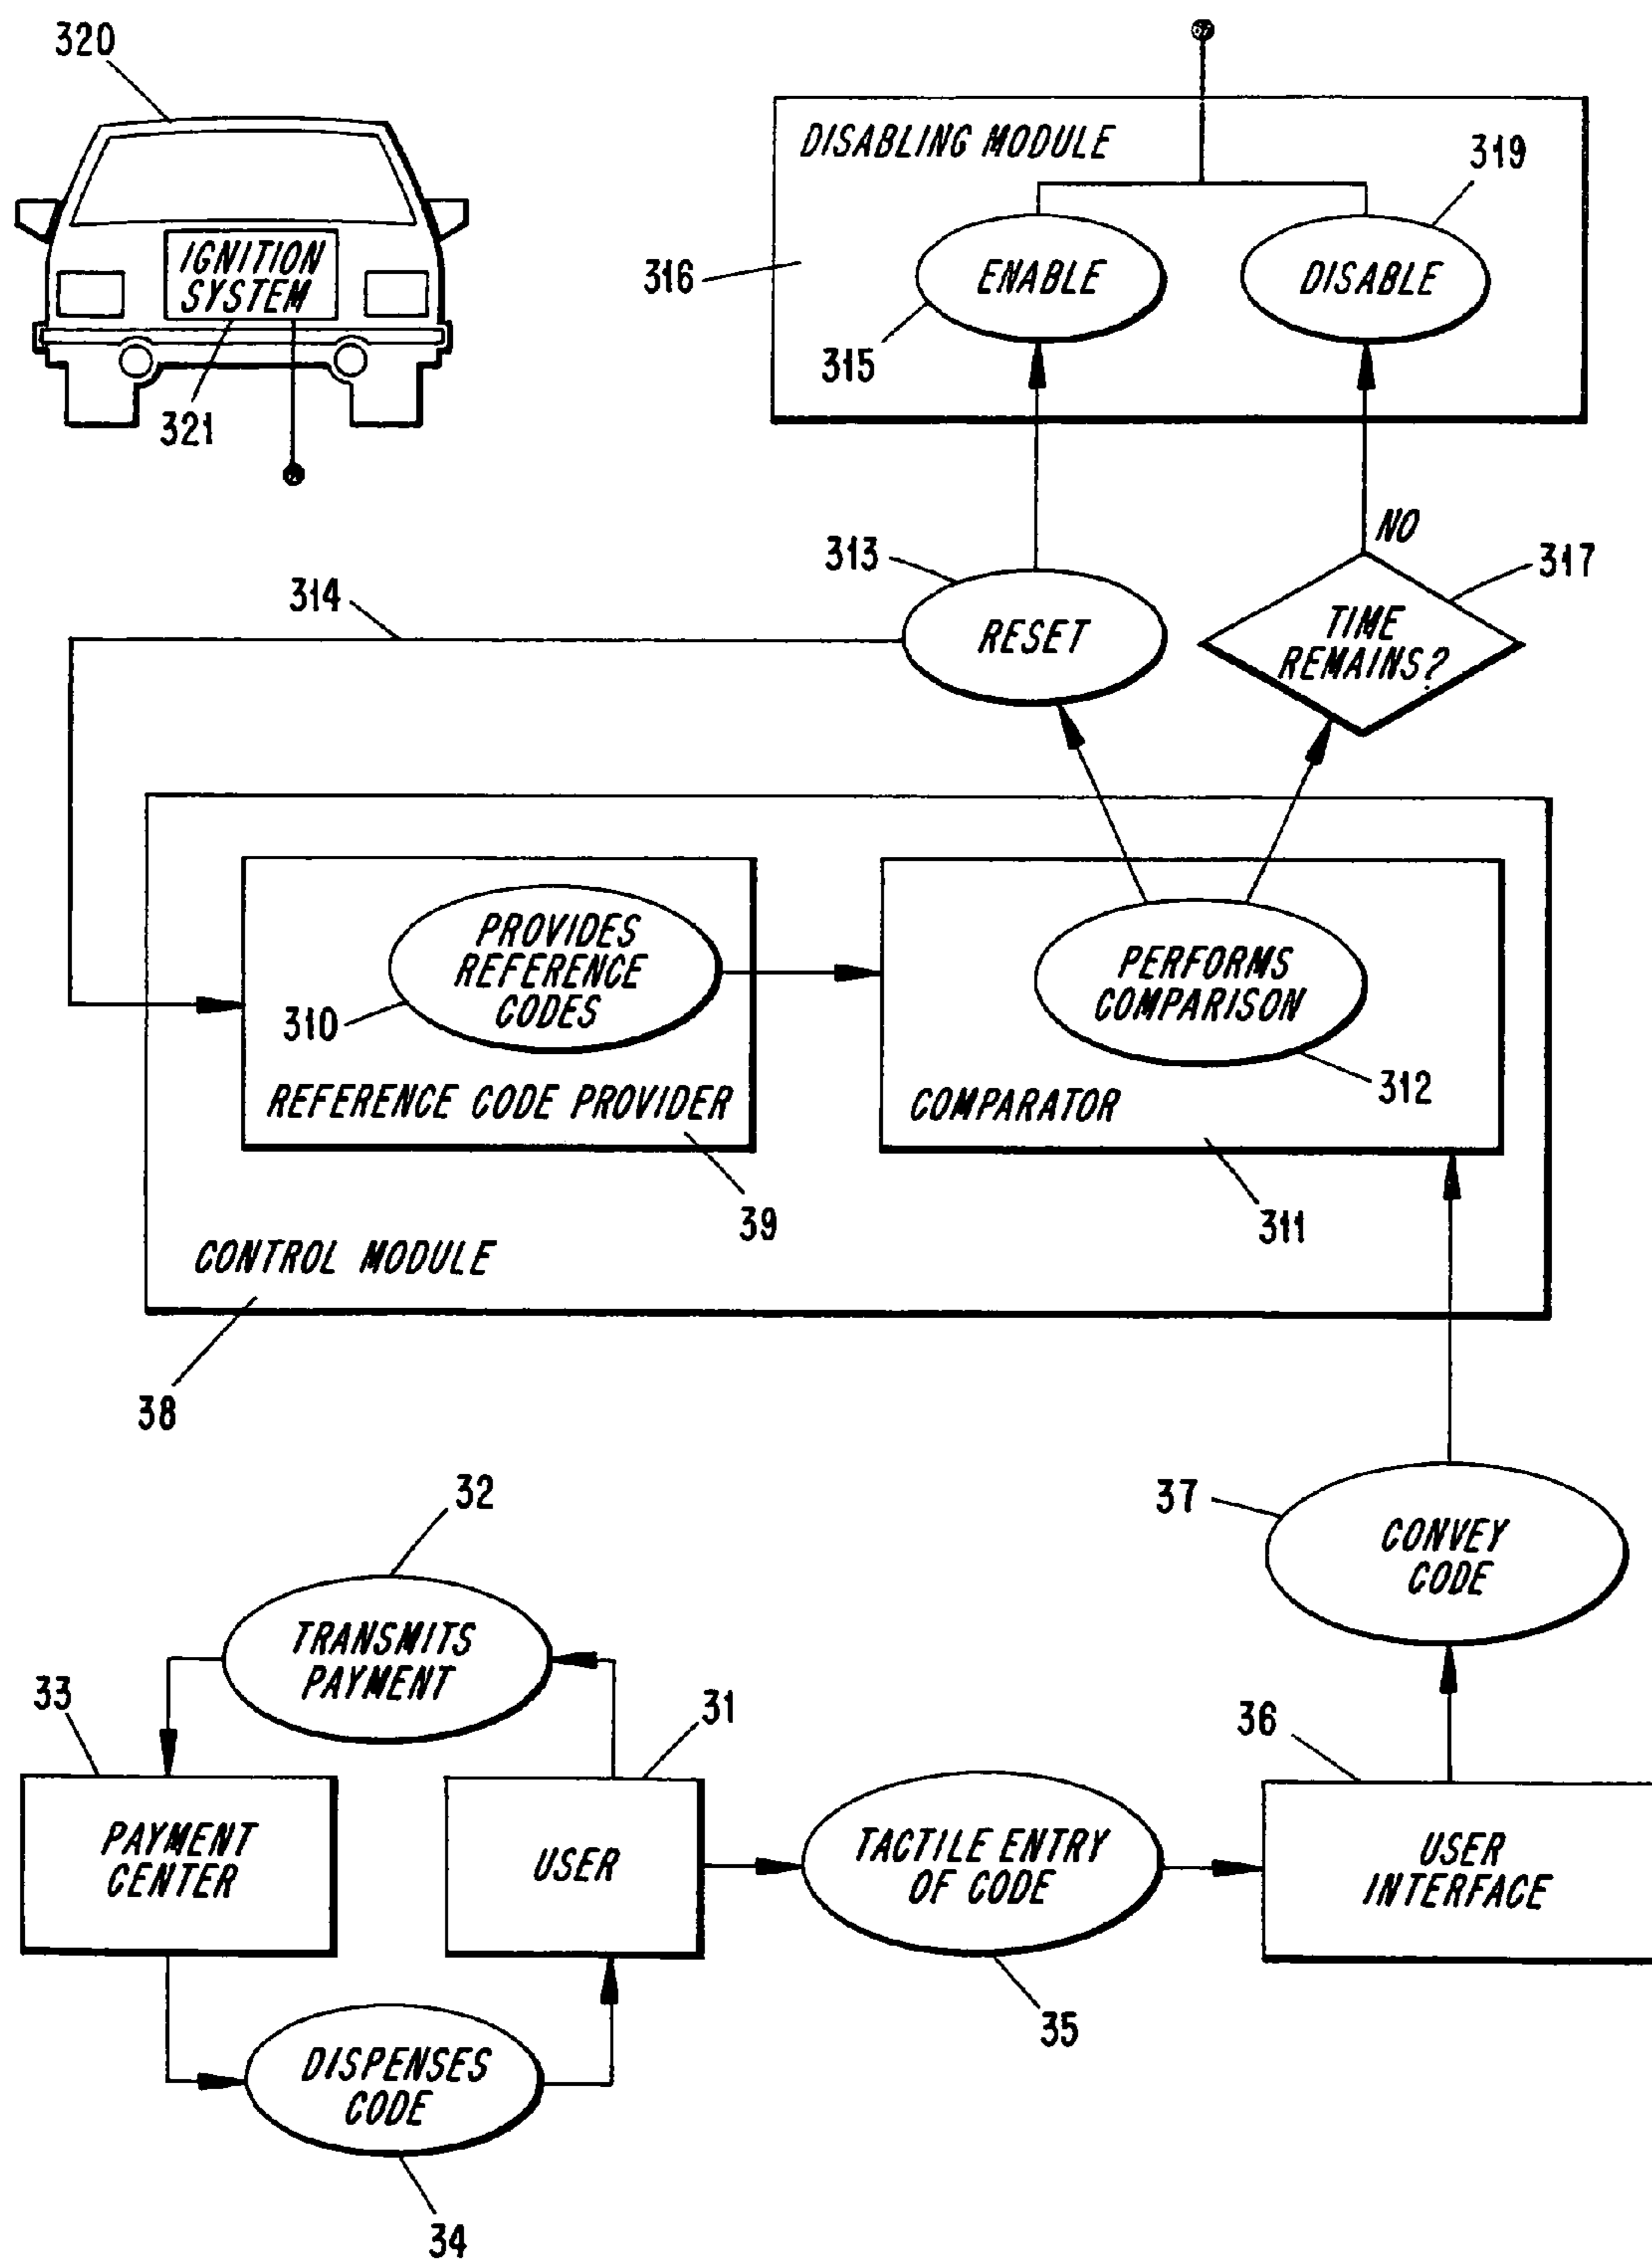 320
IGNITION
SYSTEM
321
DISABLING MODULE
319
316
ENABLE
DISABLE
315
NO
313
317
314
RESET
TIME
REMAINS?
PROVIDES
REFERENCE
CODES
310
REFERENCE CODE PROVIDER
39
PERFORMS
COMPARISON
312
COMPARATOR
311
CONTROL MODULE
38
37
CONVEY
CODE
32
TRANSMITS
PAYMENT
33
31
36
PAYMENT
CENTER
USER
TACTILE ENTRY
OF CODE
USER
INTERFACE
35
DISPENSES
CODE
34